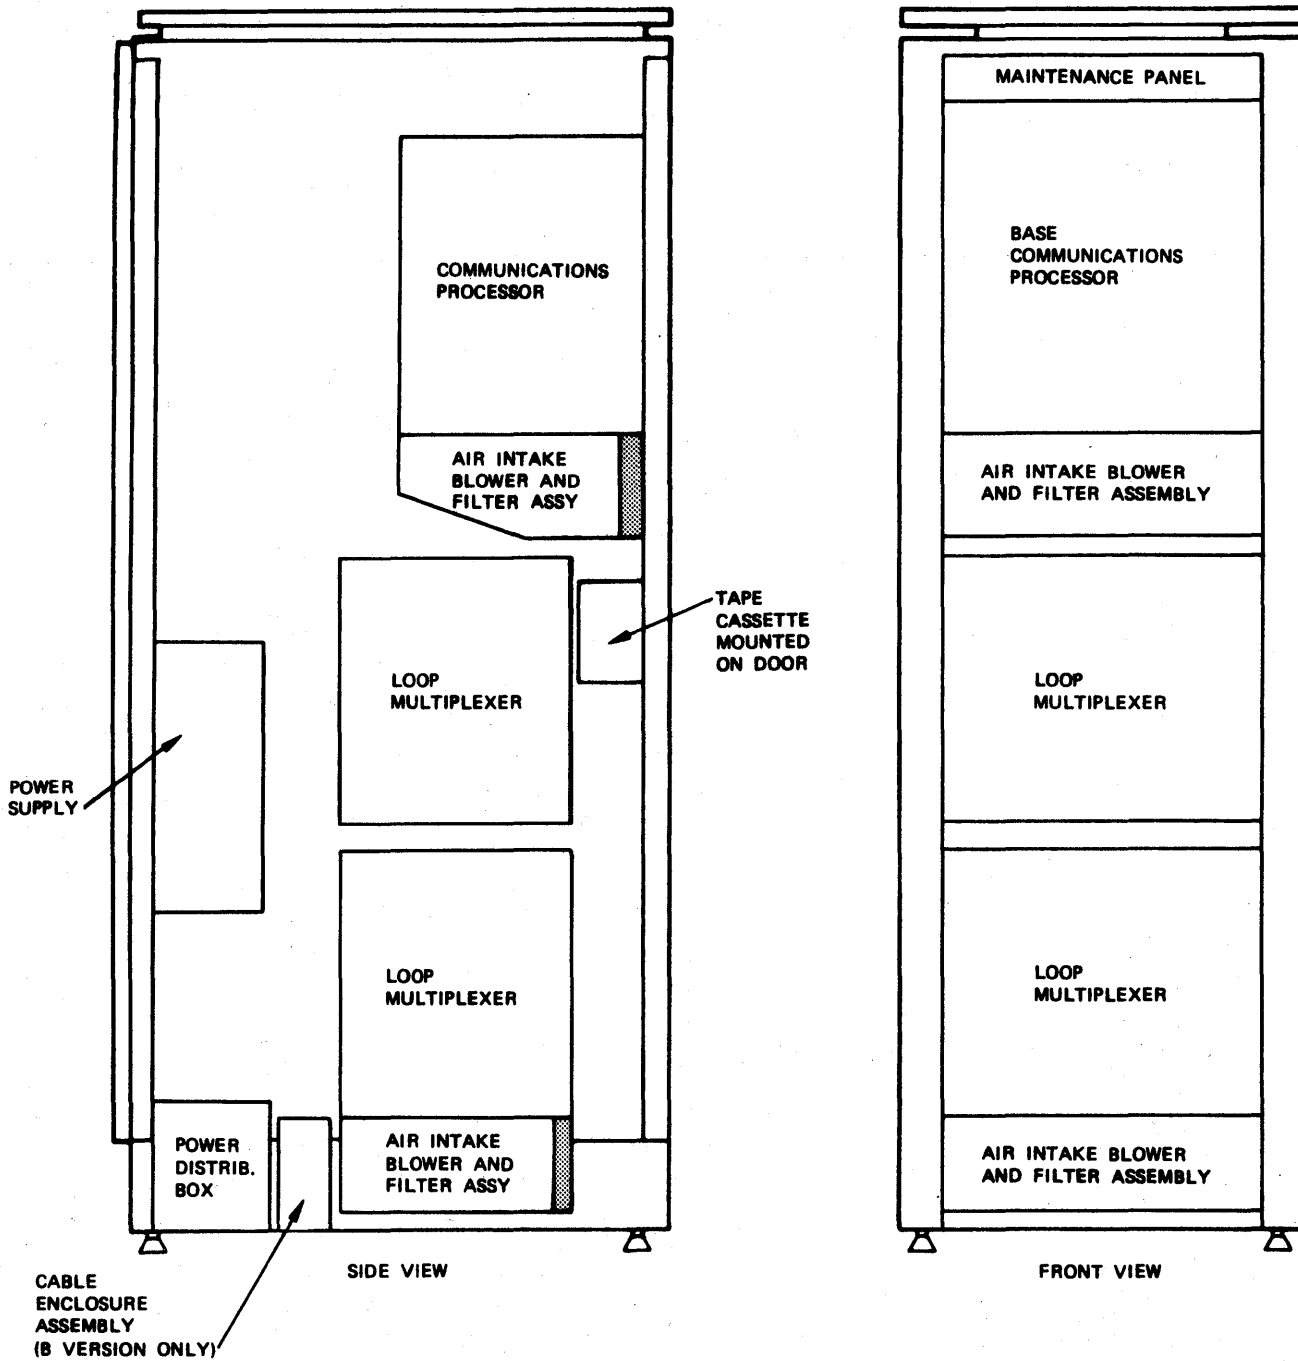 COMMUNICATIONS
PROCESSOR
AIR INTAKE
BLOWER AND
FILTER ASSY
TAPE
CASSETTE
MOUNTED
ON DOOR
LOOP
MULTIPLEXER
POWER
SUPPLY
LOOP
MULTIPLEXER
POWER
DISTRIB.
BOX
AIR INTAKE
BLOWER AND
FILTER ASSY
CABLE
ENCLOSURE
ASSEMBLY
(B VERSION ONLY)
SIDE VIEW
MAINTENANCE PANEL
BASE
COMMUNICATIONS
PROCESSOR
AIR INTAKE BLOWER
AND FILTER ASSEMBLY
LOOP
MULTIPLEXER
LOOP
MULTIPLEXER
AIR INTAKE BLOWER
AND FILTER ASSEMBLY
FRONT VIEW